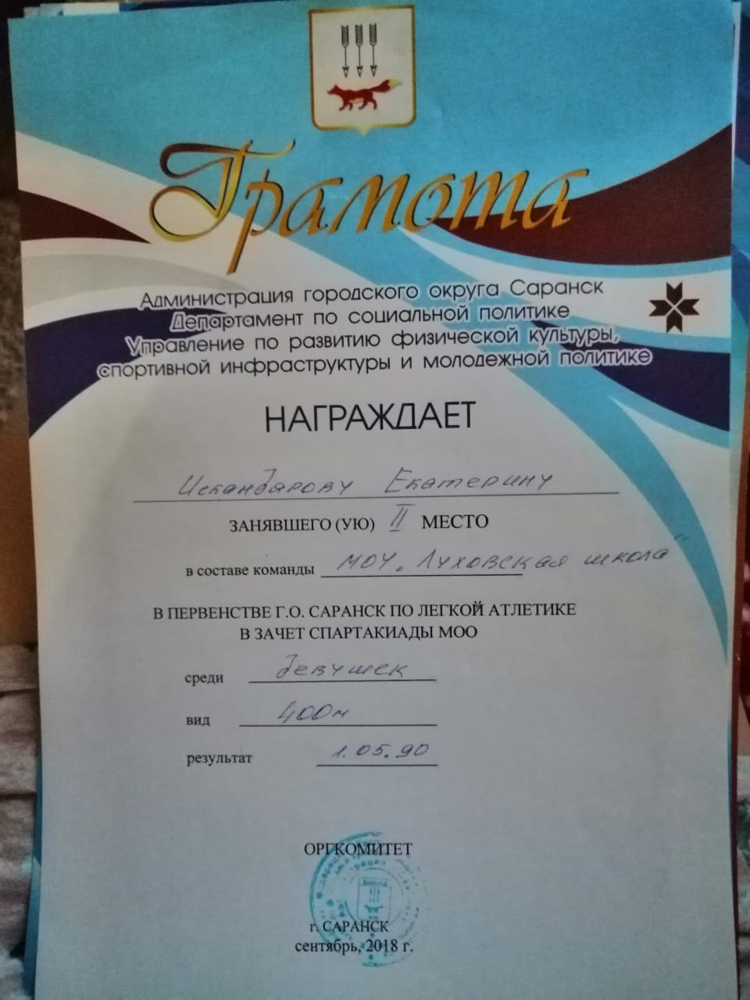 Грамота
Администрация городского округа Саранск
Департамент по социальной политике
Управление по развитию физической культуры,
спортивной инфраструктуры и молодежной политике
НАГРАЖДАЕТ
Искандарову Екатерину
ЗАНЯВШЕГО (УЮ) II МЕСТО
в составе команды МОУ "Луховская школа"
В ПЕРВЕНСТВЕ Г.О. САРАНСК ПО ЛЕГКОЙ АТЛЕТИКЕ
В ЗАЧЕТ СПАРТАКИАДЫ МОО
среди девушек
вид 400м
результат 1.05.90
ОРГКОМИТЕТ
г. САРАНСК
сентябрь, 2018 г.